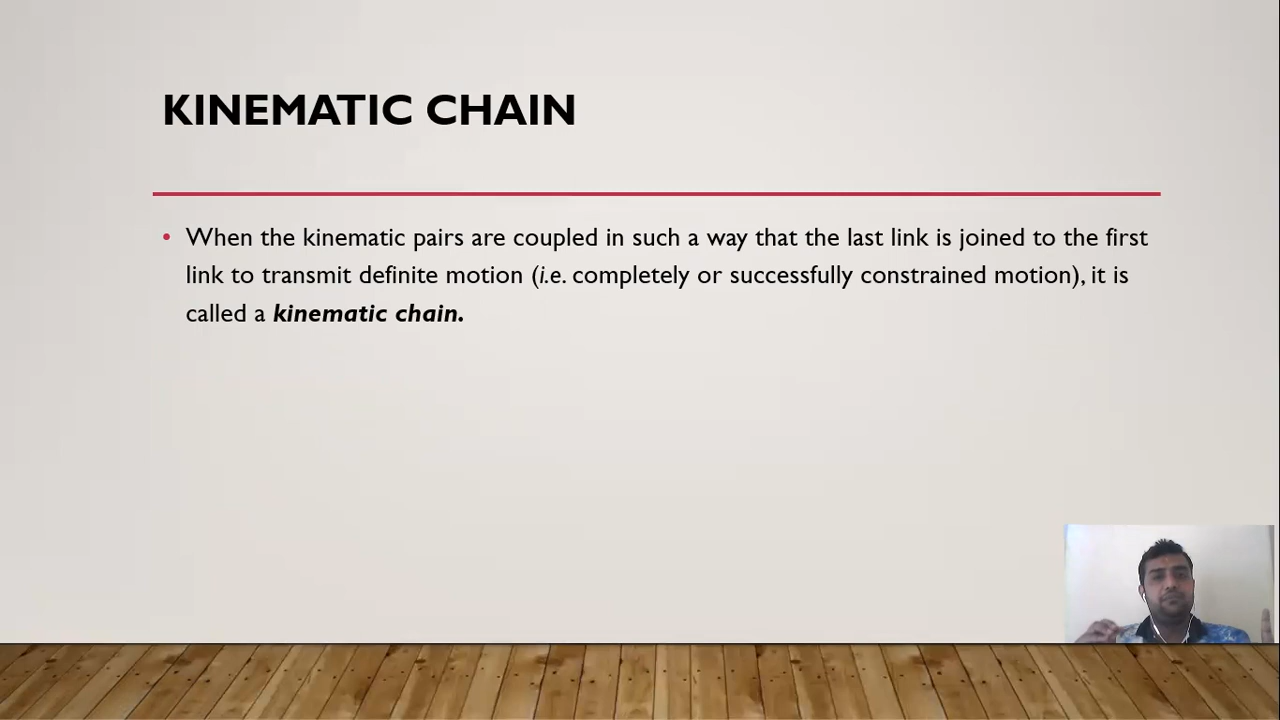 KINEMATIC CHAIN
• When the kinematic pairs are coupled in such a way that the last link is joined to the first
link to transmit definite motion (i.e. completely or successfully constrained motion), it is
called a kinematic chain.